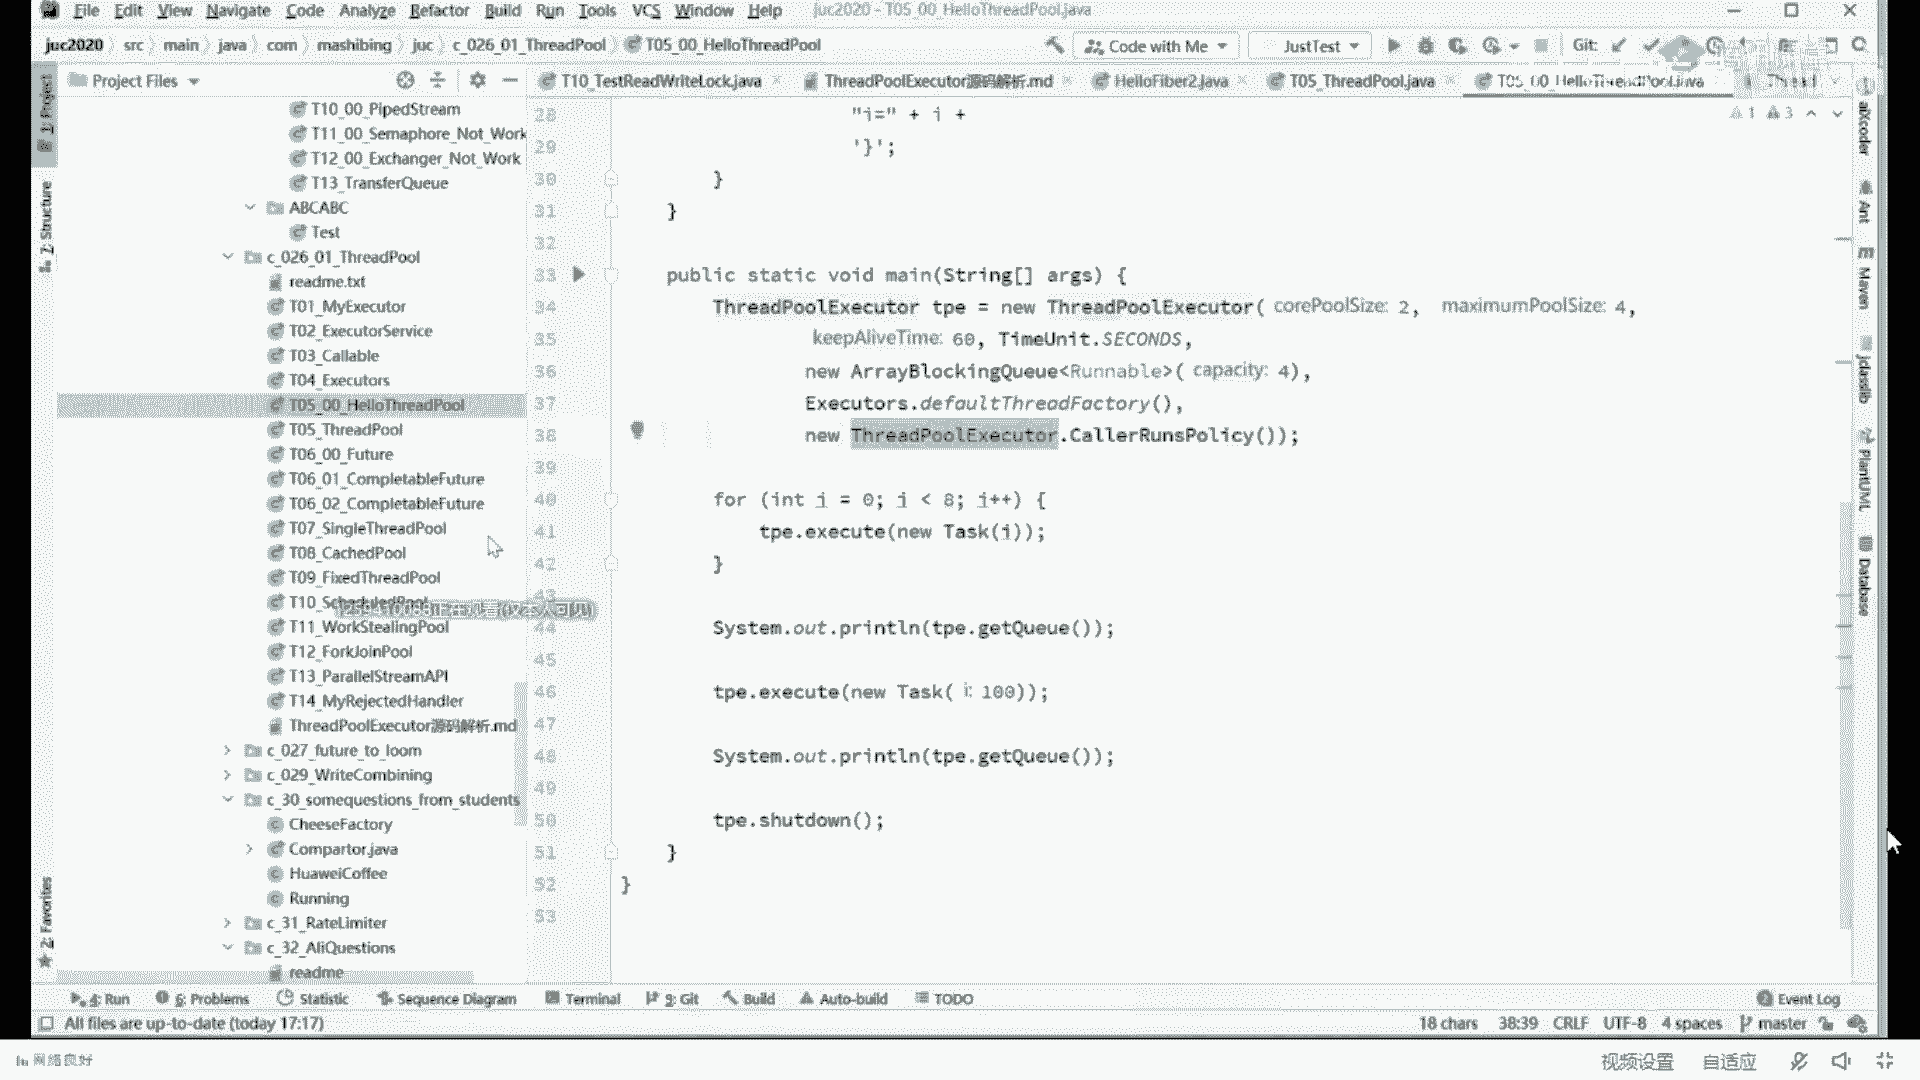 File Edit View Navigate Code Analyze Refactor Build Run Tools VCS Window Help juc2020 - T05_00_HelloThreadPool.java
juc2020 src main java com mashibing juc c_026_01_ThreadPool T05_00_HelloThreadPool Code with Me JustTest Git:
Project Files T10_TestReadWriteLock.java ThreadPoolExecutor源码解析.md HelloFiber2.java T05_ThreadPool.java T05_00_HelloThreadPool.java Thread
1: Project
Z: Structure
2: Favorites
T10_00_PipedStream
T11_00_Semaphore_Not_Work
T12_00_Exchanger_Not_Work
T13_TransferQueue
ABCABC
Test
c_026_01_ThreadPool
readme.txt
T01_MyExecutor
T02_ExecutorService
T03_Callable
T04_Executors
T05_00_HelloThreadPool
T05_ThreadPool
T06_00_Future
T06_01_CompletableFuture
T06_02_CompletableFuture
T07_SingleThreadPool
T08_CachedPool
T09_FixedThreadPool
T10_ScheduledPool
T11_WorkStealingPool
T12_ForkJoinPool
T13_ParallelStreamAPI
T14_MyRejectedHandler
ThreadPoolExecutor源码解析.md
c_027_future_to_loom
c_029_WriteCombining
c_30_somequestions_from_students
CheeseFactory
Compartor.java
HuaweiCoffee
Running
c_31_RateLimiter
c_32_AliQuestions
readme
28 "i=" + i +
29 '}';
30 }
31 }
32
33 public static void main(String[] args) {
34 ThreadPoolExecutor tpe = new ThreadPoolExecutor( corePoolSize: 2, maximumPoolSize: 4,
35 keepAliveTime: 60, TimeUnit.SECONDS,
36 new ArrayBlockingQueue<Runnable>( capacity: 4),
37 Executors.defaultThreadFactory(),
38 new ThreadPoolExecutor.CallerRunsPolicy());
39
40 for (int i = 0; i < 8; i++) {
41 tpe.execute(new Task(i));
42 }
43
44 System.out.println(tpe.getQueue());
45
46 tpe.execute(new Task( i: 100));
47
48 System.out.println(tpe.getQueue());
49
50 tpe.shutdown();
51 }
52 }
53
1 3
aiXcoder
Ant
Maven
jclasslib
PlantUML
Database
4: Run 6: Problems Statistic Sequence Diagram Terminal 9: Git Build Auto-build TODO Event Log
All files are up-to-date (today 17:17) 18 chars 38:39 CRLF UTF-8 4 spaces master
网络良好 视频设置 自适应